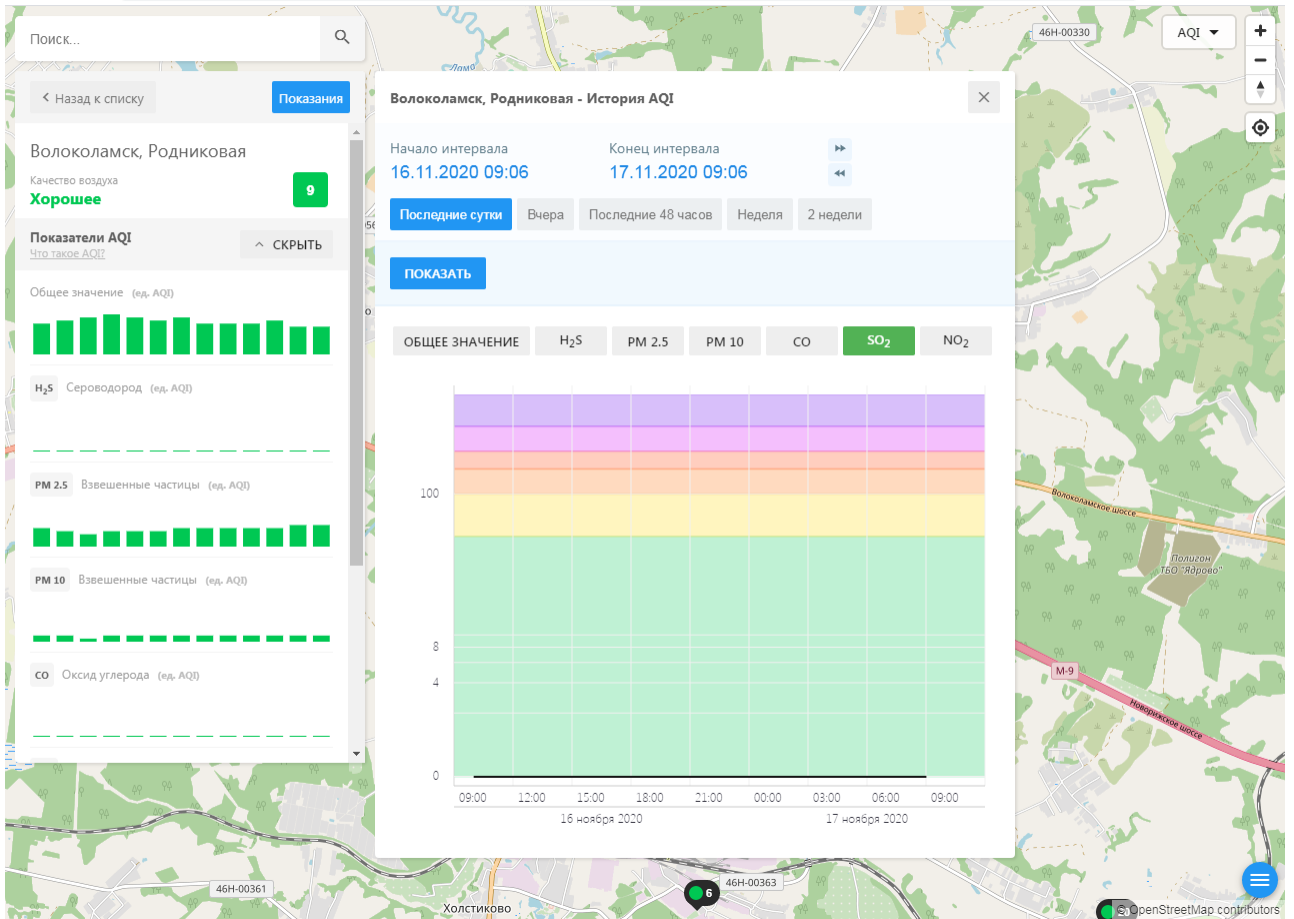 Поиск...
46Н-00330
AQI
Ламо
Назад к списку
Показания
Волоколамск, Родниковая
Качество воздуха
Хорошее
9
Показатели AQI
Что такое AQI?
СКРЫТЬ
Общее значение (ед. AQI)
H₂S Сероводород (ед. AQI)
PM 2.5 Взвешенные частицы (ед. AQI)
PM 10 Взвешенные частицы (ед. AQI)
CO Оксид углерода (ед. AQI)
Волоколамск, Родниковая - История AQI
Начало интервала
Конец интервала
16.11.2020 09:06
17.11.2020 09:06
Последние сутки
Вчера
Последние 48 часов
Неделя
2 недели
ПОКАЗАТЬ
ОБЩЕЕ ЗНАЧЕНИЕ
H₂S
PM 2.5
PM 10
CO
SO₂
NO₂
100
8
4
0
09:00 12:00 15:00 18:00 21:00 00:00 03:00 06:00 09:00
16 ноября 2020
17 ноября 2020
Волоколамское шоссе
Полигон
ТБО "Ядрово"
М-9
Новорижское шоссе
46Н-00361
46Н-00363
6
Холстиково
© OpenStreetMap contributors